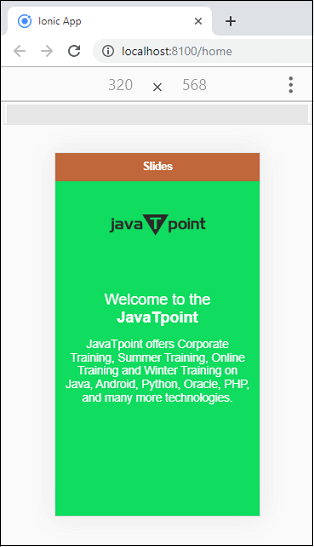 Ionic App
localhost:8100/home
320 × 568
Slides
javaTpoint
Welcome to the
JavaTpoint
JavaTpoint offers Corporate
Training, Summer Training, Online
Training and Winter Training on
Java, Android, Python, Oracle, PHP,
and many more technologies.